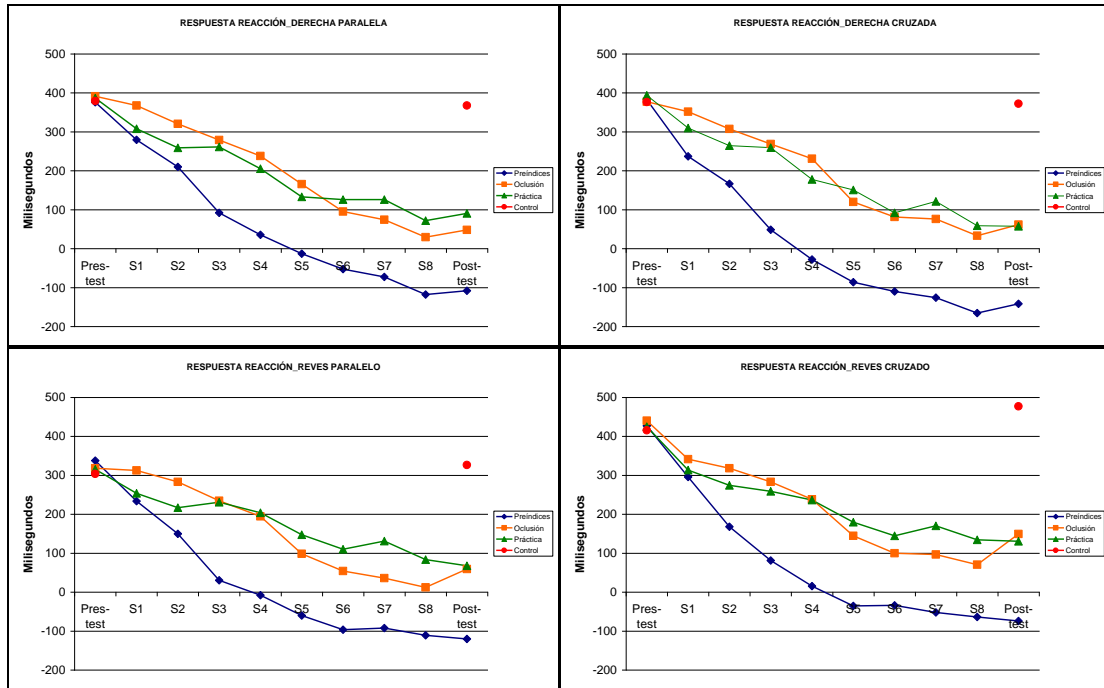 RESPUESTA REACCIÓN_DERECHA PARALELA
500
400
300
200
100
0
-100
-200
Milisegundos
Pres- S1 S2 S3 S4 S5 S6 S7 S8 Post-
test test
Preíndices
Oclusión
Práctica
Control
RESPUESTA REACCIÓN_DERECHA CRUZADA
500
400
300
200
100
0
-100
-200
Milisegundos
Pres- S1 S2 S3 S4 S5 S6 S7 S8 Post-
test test
Preíndices
Oclusión
Práctica
Control
RESPUESTA REACCIÓN_REVES PARALELO
500
400
300
200
100
0
-100
-200
Milisegundos
Pres- S1 S2 S3 S4 S5 S6 S7 S8 Post-
test test
Preíndices
Oclusión
Práctica
Control
RESPUESTA REACCIÓN_REVES CRUZADO
500
400
300
200
100
0
-100
-200
Milisegundos
Pres- S1 S2 S3 S4 S5 S6 S7 S8 Post-
test test
Preíndices
Oclusión
Práctica
Control